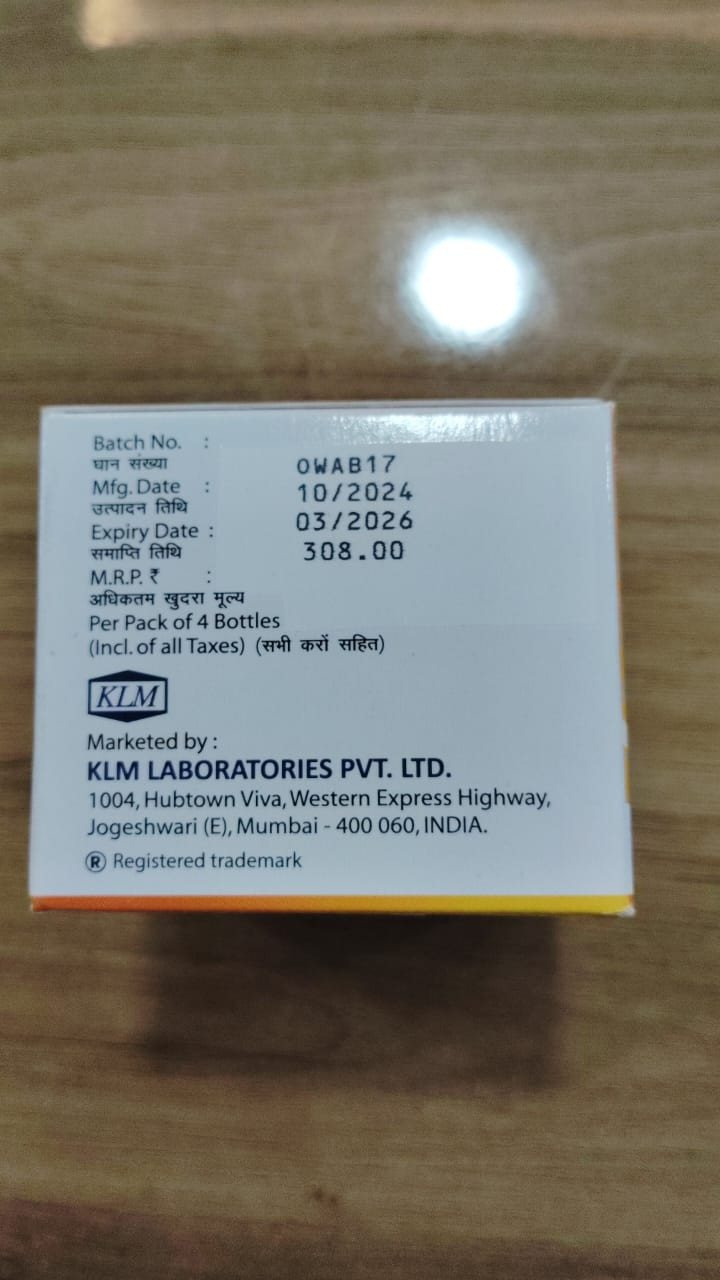 Batch No. :
घान संख्या
OWAB17
Mfg. Date :
10/2024
उत्पादन तिथि
Expiry Date :
03/2026
समाप्ति तिथि
308.00
M.R.P. ₹ :
अधिकतम खुदरा मूल्य
Per Pack of 4 Bottles
(Incl. of all Taxes) (सभी करों सहित)
KLM
Marketed by :
KLM LABORATORIES PVT. LTD.
1004, Hubtown Viva, Western Express Highway,
Jogeshwari (E), Mumbai - 400 060, INDIA.
® Registered trademark